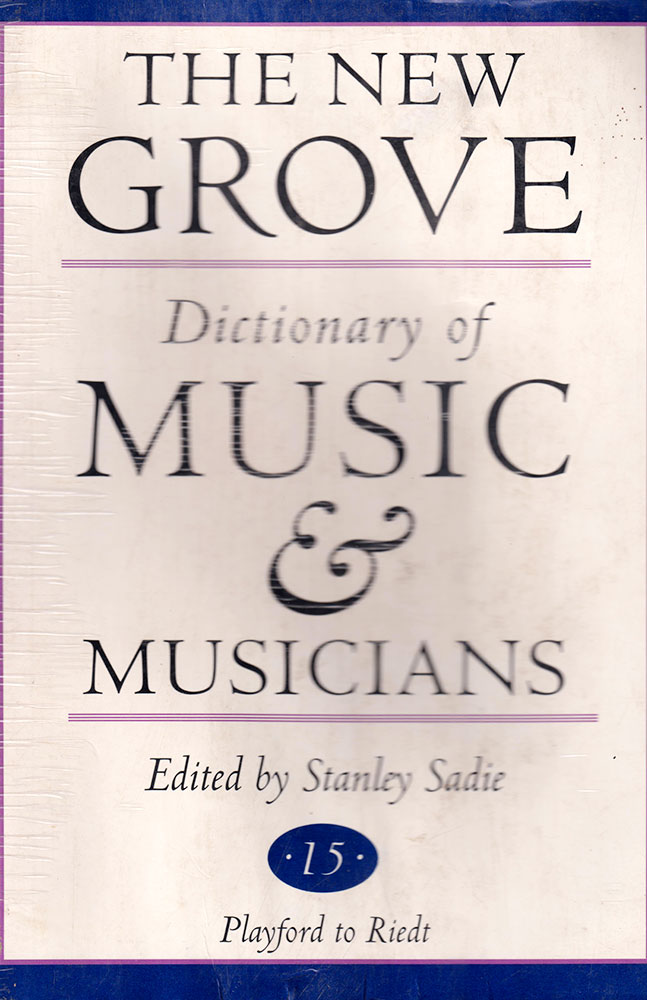 THE NEW
GROVE
Dictionary of
MUSIC
&
MUSICIANS
Edited by Stanley Sadie
· 15 ·
Playford to Riedt